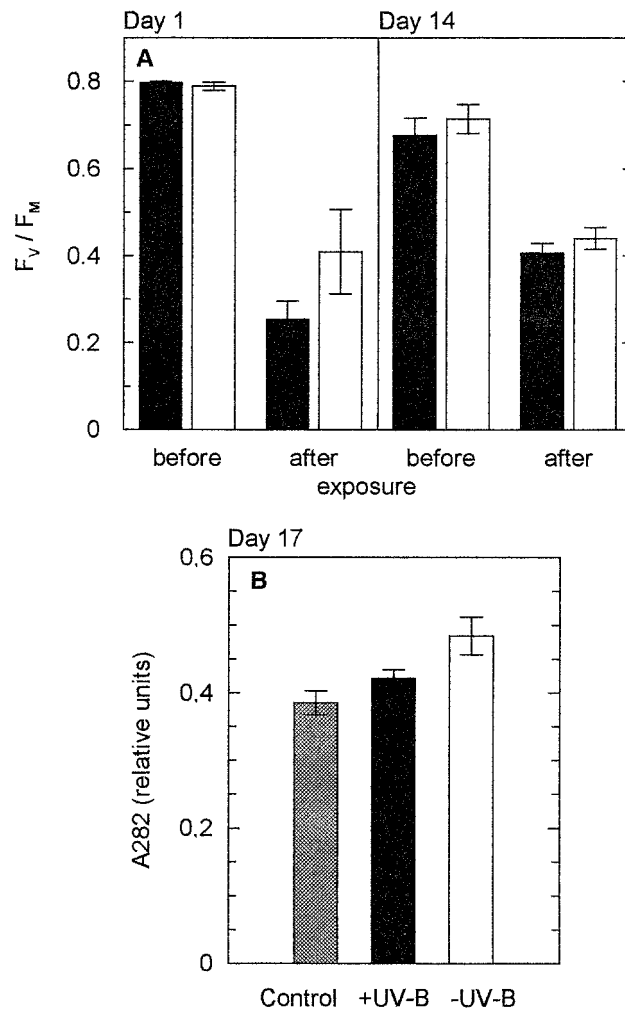 Day 1 Day 14
A
0.8
0.6
0.4
0.2
0
F_V / F_M
before after before after
exposure
Day 17
B
0,6
0,4
0,2
0
A282 (relative units)
Control +UV-B -UV-B